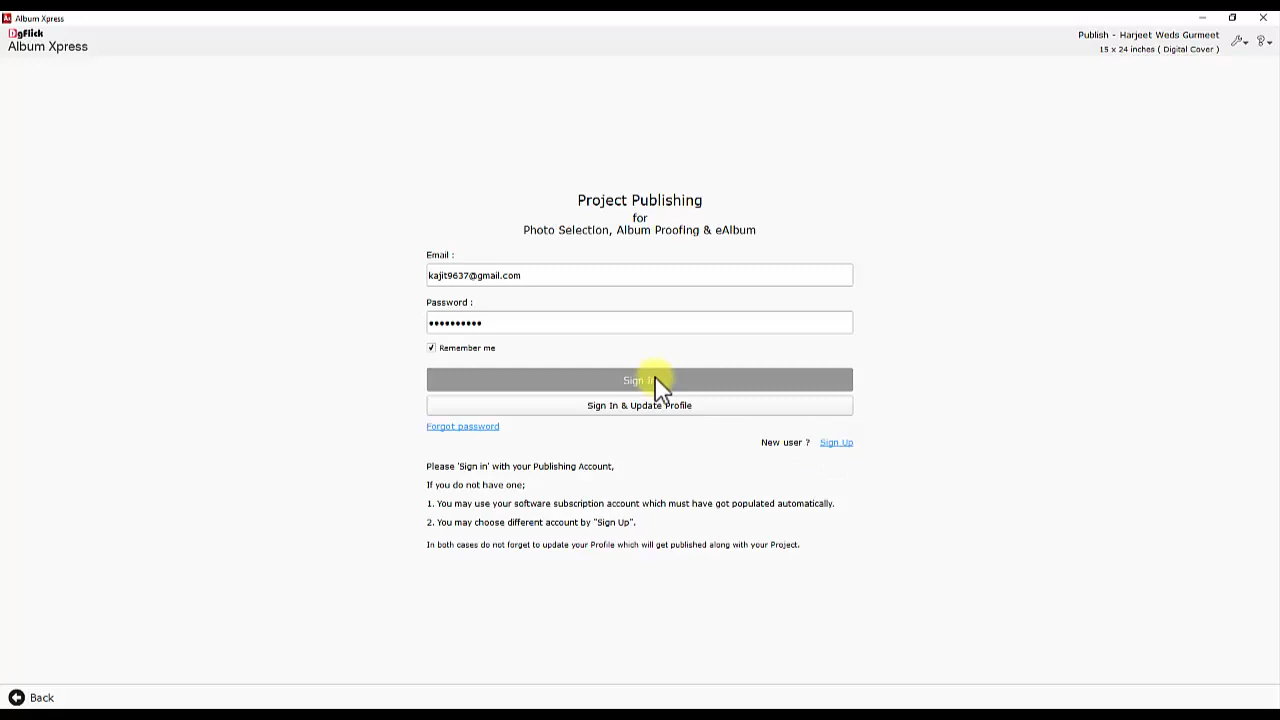 Album Xpress
DgFlick
Album Xpress
Publish - Harjeet Weds Gurmeet
15 x 24 inches ( Digital Cover )
Project Publishing
for
Photo Selection, Album Proofing & eAlbum
Email :
kajit9637@gmail.com
Password :
Remember me
Sign In
Sign In & Update Profile
Forgot password
New user ? Sign Up
Please 'Sign in' with your Publishing Account,
If you do not have one;
1. You may use your software subscription account which must have got populated automatically.
2. You may choose different account by "Sign Up".
In both cases do not forget to update your Profile which will get published along with your Project.
Back